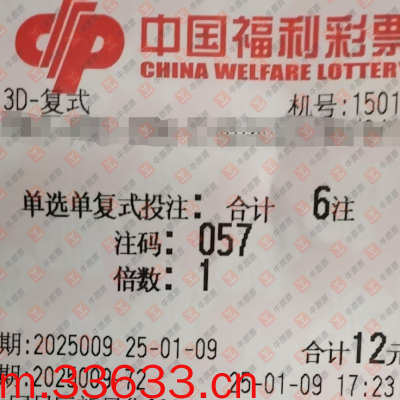 中国福利彩票
CHINA WELFARE LOTTERY
3D-复式 机号:1501
单选单复式投注: 合计 6注
注码: 057
倍数: 1
期:2025009 25-01-09 合计12元
25-01-09 17:23
m.33633.com.cn